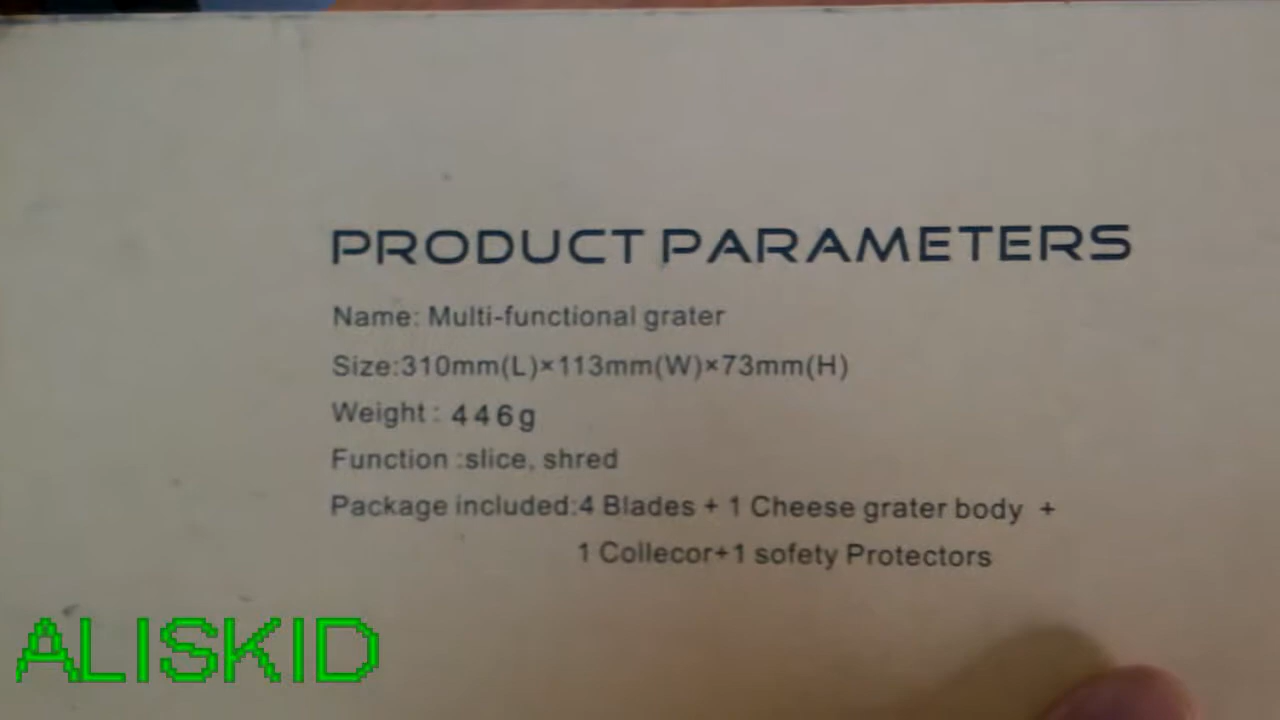 PRODUCT PARAMETERS
Name: Multi-functional grater
Size:310mm(L)×113mm(W)×73mm(H)
Weight: 446g
Function :slice, shred
Package included:4 Blades + 1 Cheese grater body +
1 Collecor+1 sofety Protectors
ALISKID